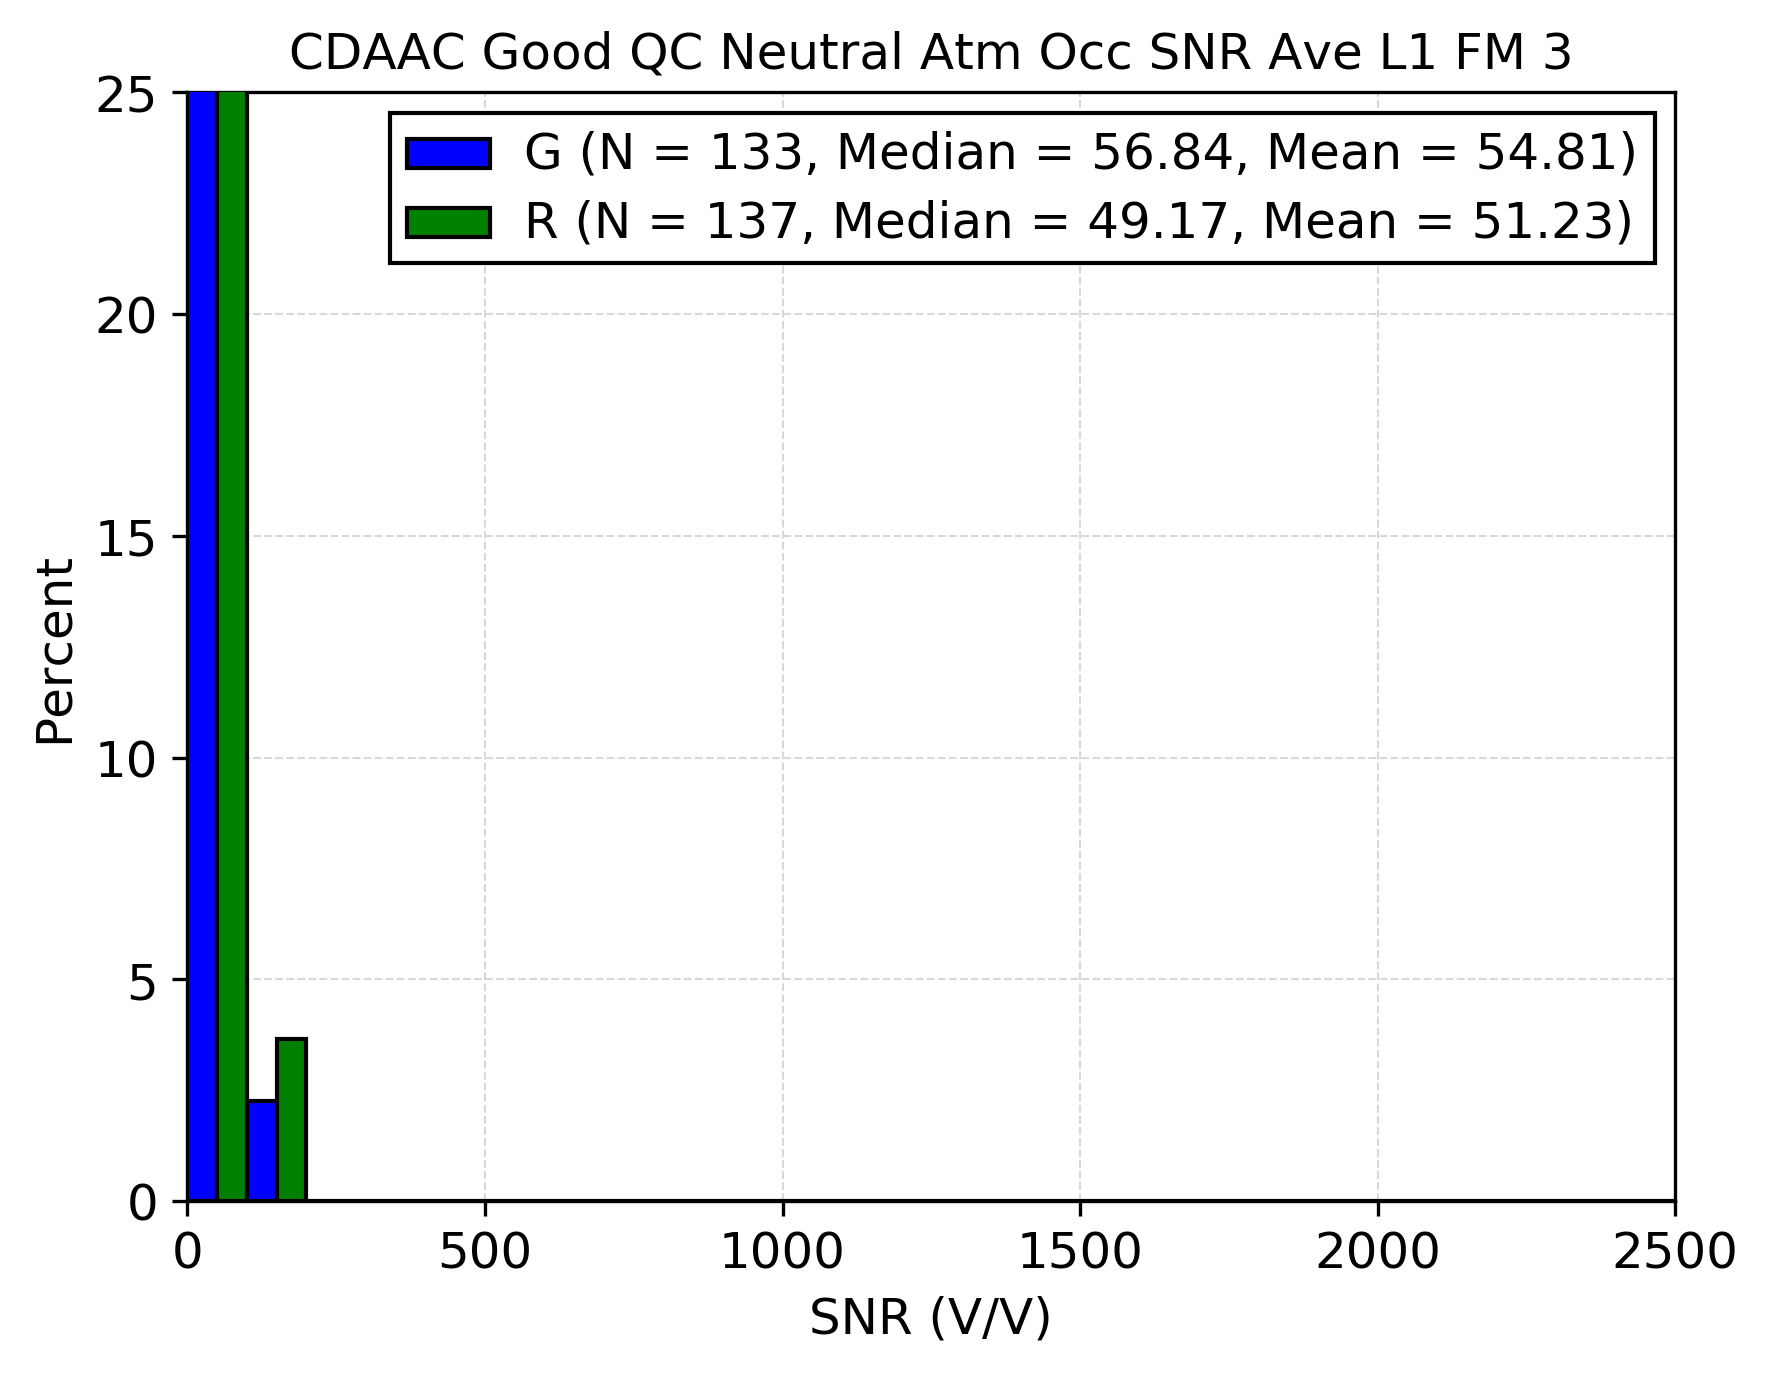 CDAAC Good QC Neutral Atm Occ SNR Ave L1 FM 3
25
G (N = 133, Median = 56.84, Mean = 54.81)
R (N = 137, Median = 49.17, Mean = 51.23)
20
15
10
5
0
Percent
0 500 1000 1500 2000 2500
SNR (V/V)